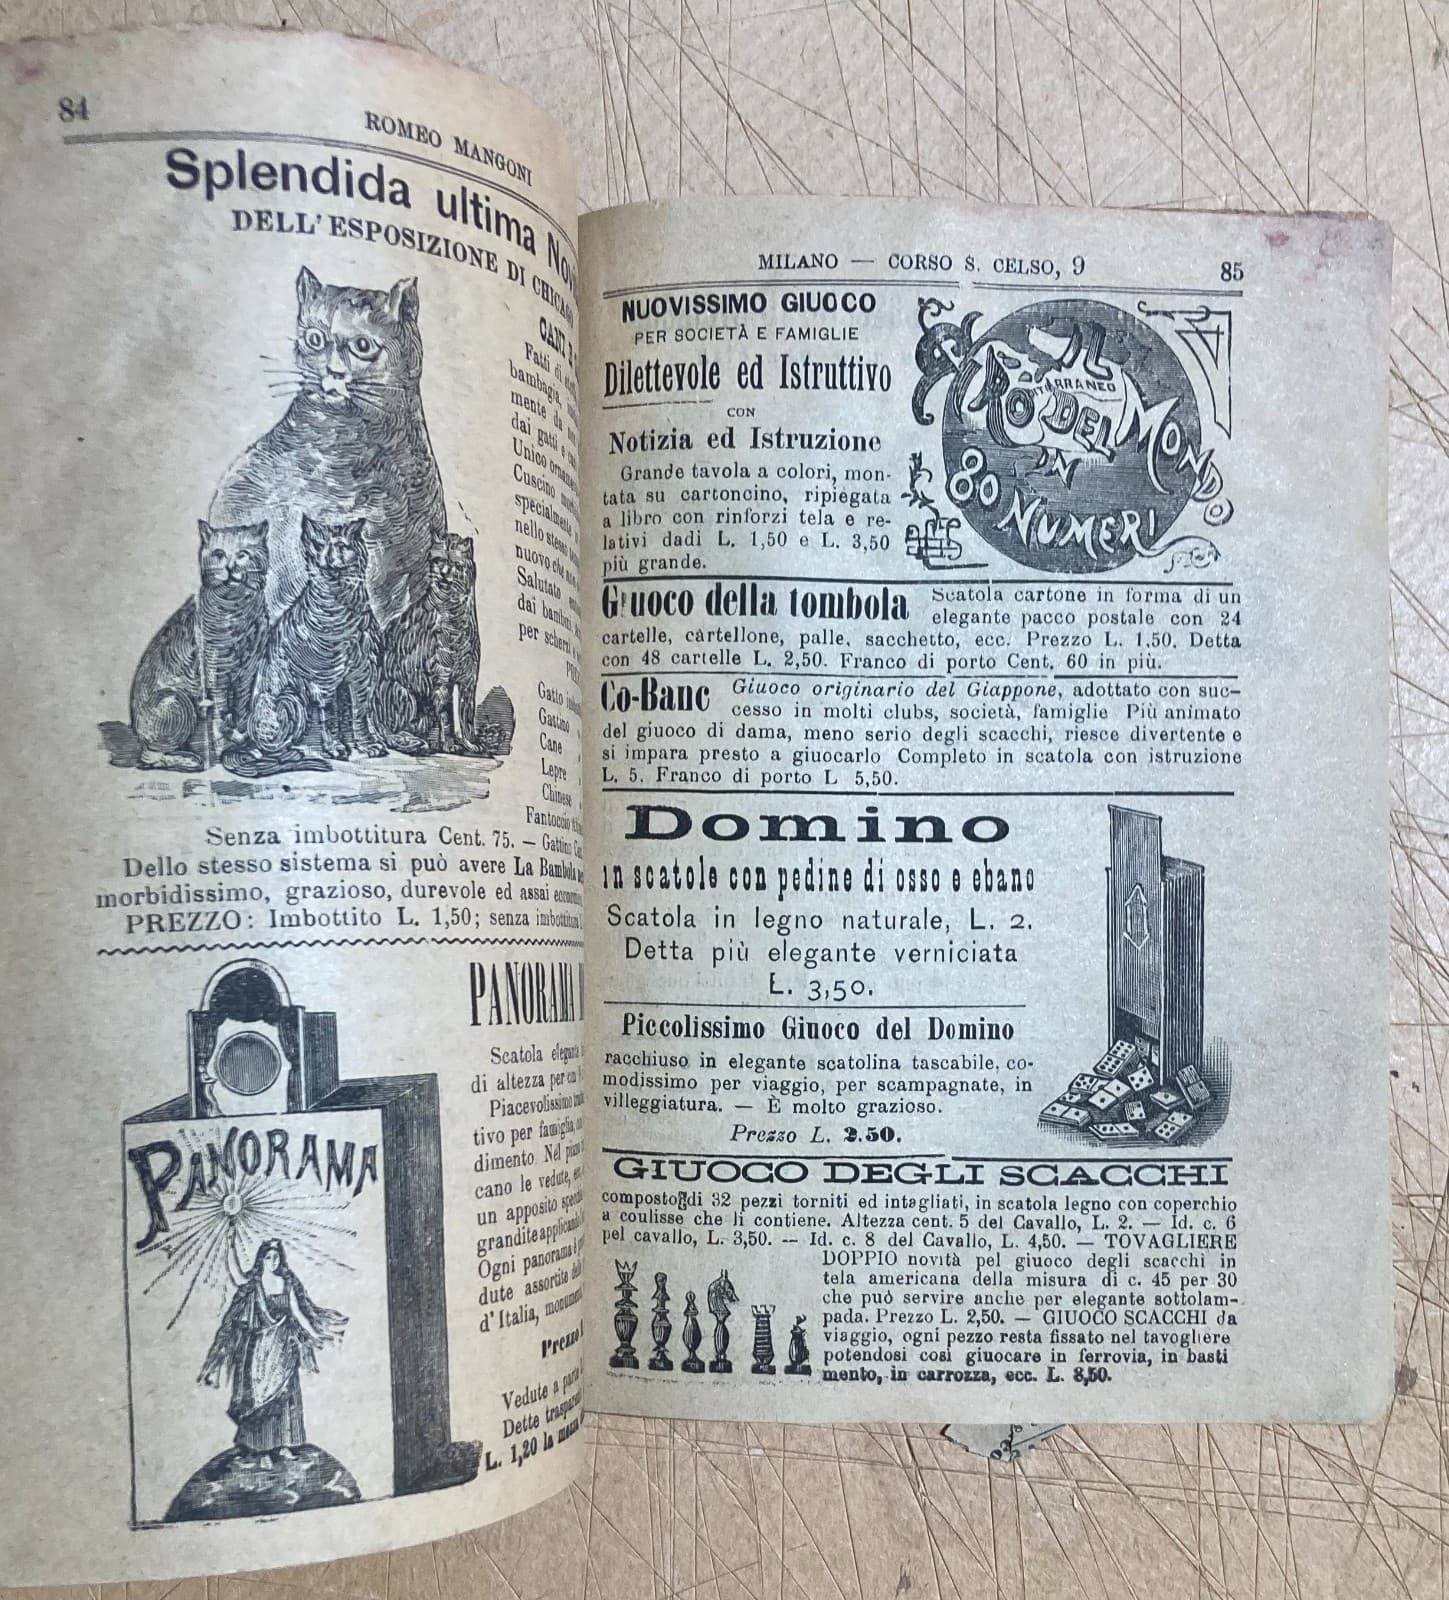 84
ROMEO MANGONI
Splendida ultima
DELL'ESPOSIZIONE DI CHICAGO
Fatti di
bambagia,
mente da
dai gatti e
Unico
Cuscino
specialmente
nello stesso
nuovo che
Salutato
dai bambini
per scherzi
Gatto
Gattino
Cane
Lepre
Chinese
Fantoccio
Senza imbottitura Cent. 75. — Gattino
Dello stesso sistema si può avere La Bambola
morbidissimo, grazioso, durevole ed assai
PREZZO: Imbottito L. 1,50; senza
PANORAMA
Scatola elegante
di altezza per
Piacevolissimo
tivo per famiglia,
dimento. Nel
cano le vedute,
un apposito
grandite applicando
Ogni panorama è
dute assortite
d'Italia,
Prezzo
Vedute a
Dette
L. 1,20 la
PANORAMA
MILANO — CORSO S. CELSO, 9
85
NUOVISSIMO GIUOCO
PER SOCIETÀ E FAMIGLIE
Dilettevole ed Istruttivo
CON
Notizia ed Istruzione
Grande tavola a colori, mon-
tata su cartoncino, ripiegata
a libro con rinforzi tela e re-
lativi dadi L. 1,50 e L. 3,50
più grande.
IL
GIRO DEL MONDO
IN
80 NUMERI
Giuoco della tombola Scatola cartone in forma di un
elegante pacco postale con 24
cartelle, cartellone, palle, sacchetto, ecc. Prezzo L. 1,50. Detta
con 48 cartelle L. 2,50. Franco di porto Cent. 60 in più.
Co-Banc Giuoco originario del Giappone, adottato con suc-
cesso in molti clubs, società, famiglie Più animato
del giuoco di dama, meno serio degli scacchi, riesce divertente e
si impara presto a giuocarlo Completo in scatola con istruzione
L. 5. Franco di porto L 5,50.
Domino
in scatole con pedine di osso e ebano
Scatola in legno naturale, L. 2.
Detta più elegante verniciata
L. 3,50.
Piccolissimo Giuoco del Domino
racchiuso in elegante scatolina tascabile, co-
modissimo per viaggio, per scampagnate, in
villeggiatura. — È molto grazioso.
Prezzo L. 2.50.
GIUOCO DEGLI SCACCHI
composto di 32 pezzi torniti ed intagliati, in scatola legno con coperchio
a coulisse che li contiene. Altezza cent. 5 del Cavallo, L. 2. — Id. c. 6
pel cavallo, L. 3,50. -- Id. c. 8 del Cavallo, L. 4,50. — TOVAGLIERE
DOPPIO novità pel giuoco degli scacchi in
tela americana della misura di c. 45 per 30
che può servire anche per elegante sottolam-
pada. Prezzo L. 2,50. — GIUOCO SCACCHI da
viaggio, ogni pezzo resta fissato nel tavogliere
potendosi così giuocare in ferrovia, in basti
mento, in carrozza, ecc. L. 8,50.